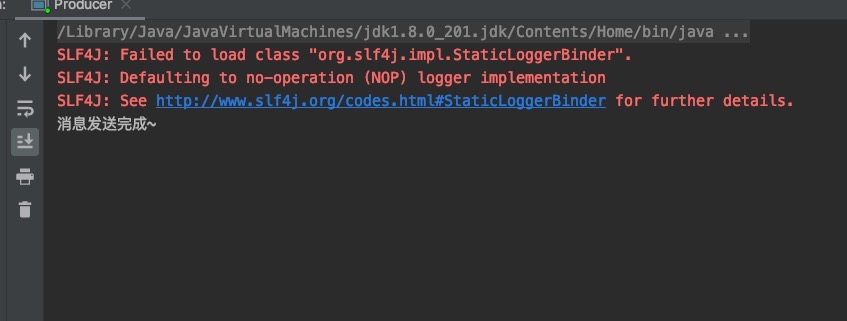 n: Producer ×
/Library/Java/JavaVirtualMachines/jdk1.8.0_201.jdk/Contents/Home/bin/java ...
SLF4J: Failed to load class "org.slf4j.impl.StaticLoggerBinder".
SLF4J: Defaulting to no-operation (NOP) logger implementation
SLF4J: See http://www.slf4j.org/codes.html#StaticLoggerBinder for further details.
消息发送完成~